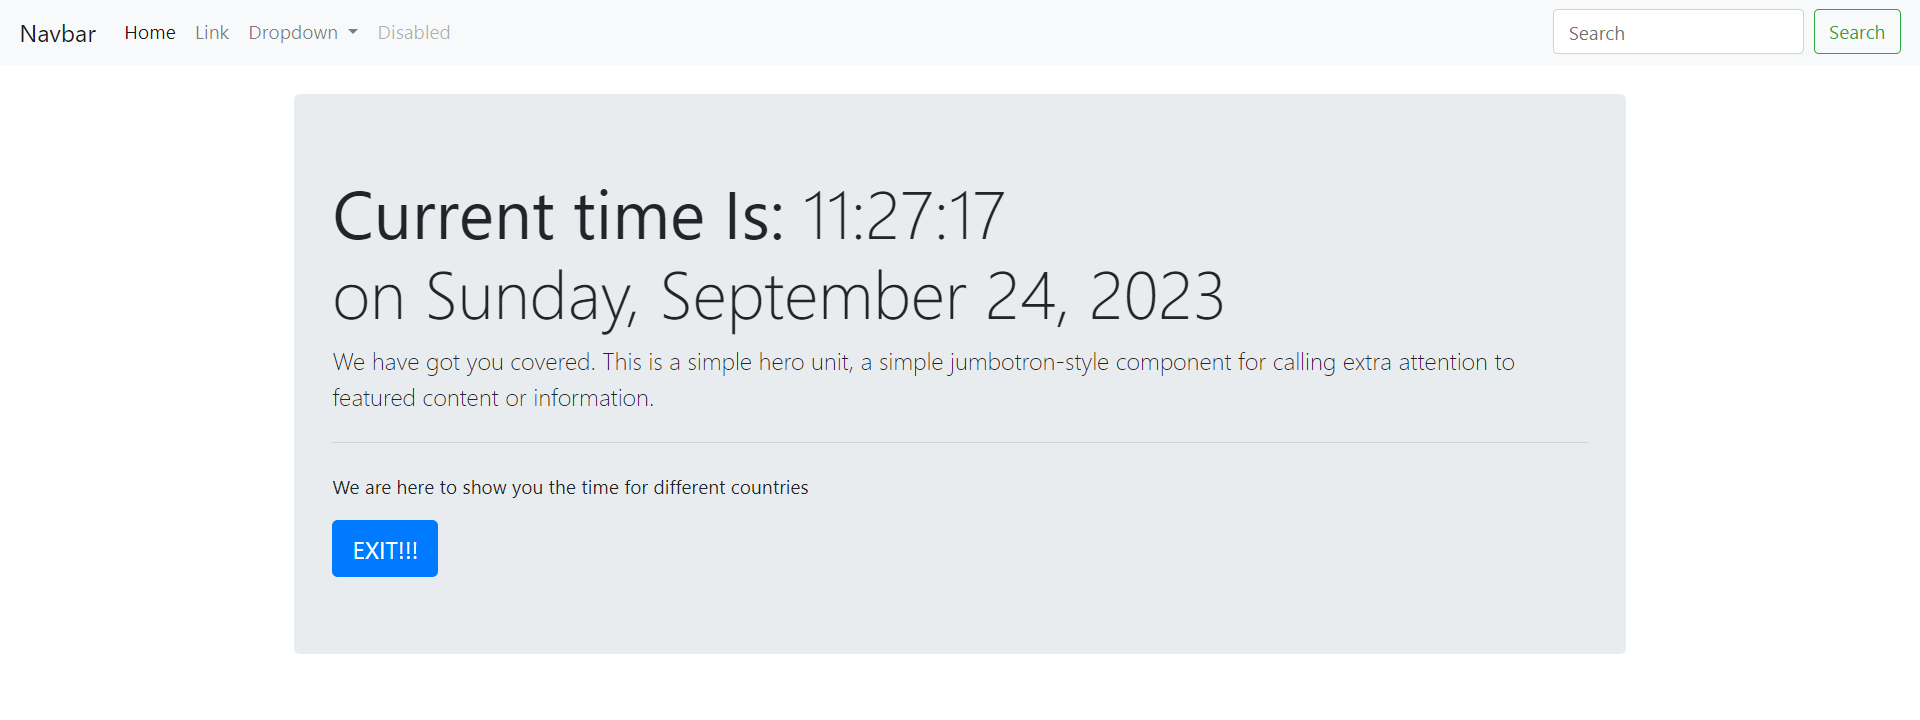 Navbar Home Link Dropdown Disabled Search Search
Current time Is: 11:27:17
on Sunday, September 24, 2023
We have got you covered. This is a simple hero unit, a simple jumbotron-style component for calling extra attention to
featured content or information.
We are here to show you the time for different countries
EXIT!!!